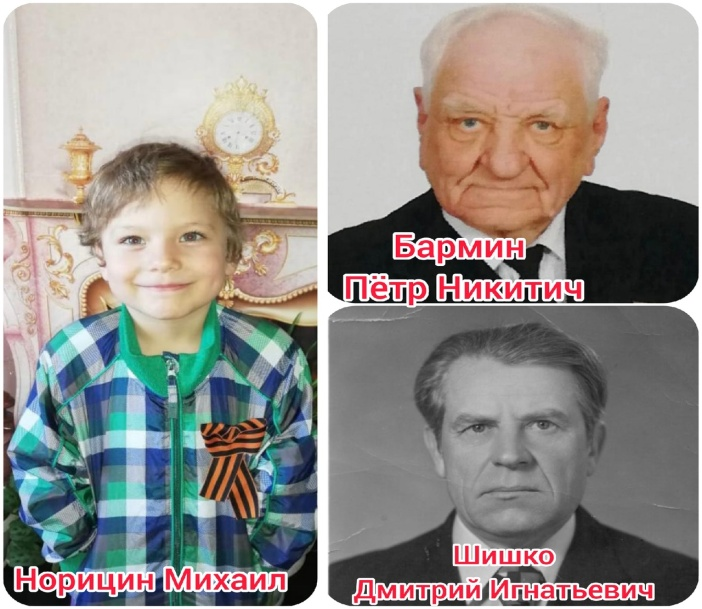 Бармин
Пётр Никитич
Шишко
Дмитрий Игнатьевич
Норицин Михаил